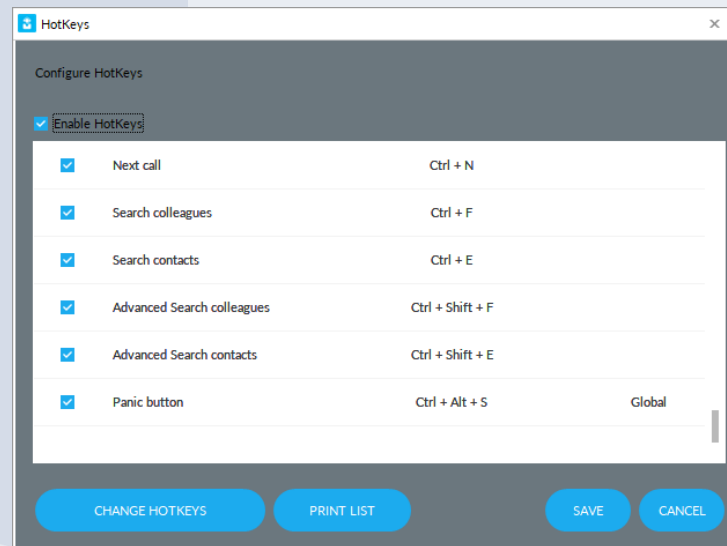 HotKeys
Configure HotKeys
Enable HotKeys
Next call Ctrl + N
Search colleagues Ctrl + F
Search contacts Ctrl + E
Advanced Search colleagues Ctrl + Shift + F
Advanced Search contacts Ctrl + Shift + E
Panic button Ctrl + Alt + S Global
CHANGE HOTKEYS PRINT LIST SAVE CANCEL